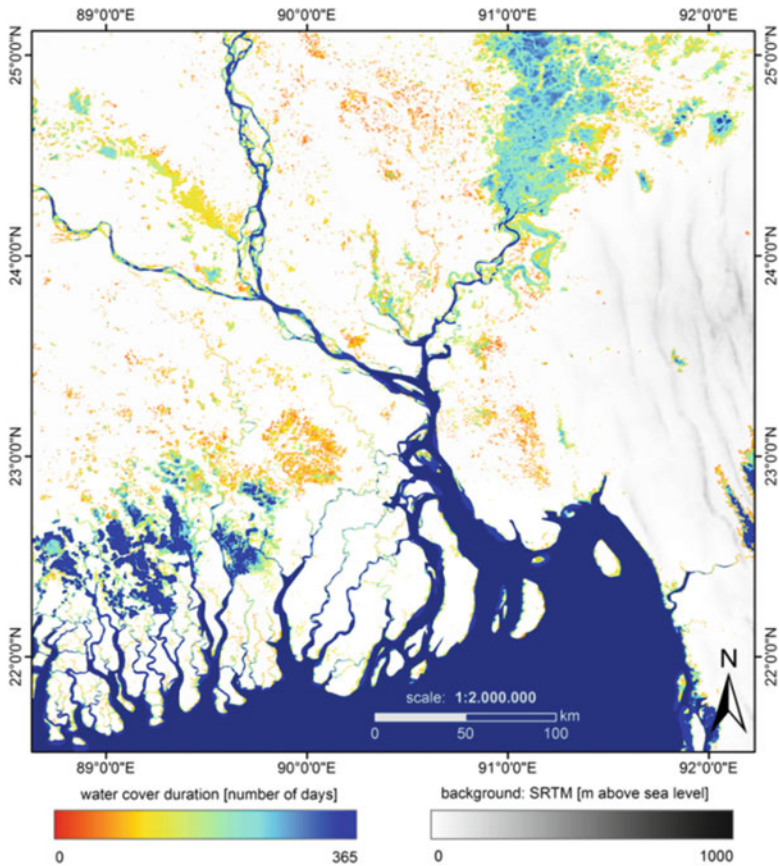 89°0'0"E 90°0'0"E 91°0'0"E 92°0'0"E
25°0'0"N 25°0'0"N
24°0'0"N 24°0'0"N
23°0'0"N 23°0'0"N
22°0'0"N 22°0'0"N
N
scale: 1:2.000.000
km
0 50 100
89°0'0"E 90°0'0"E 91°0'0"E 92°0'0"E
water cover duration [number of days] background: SRTM [m above sea level]
0 365 0 1000